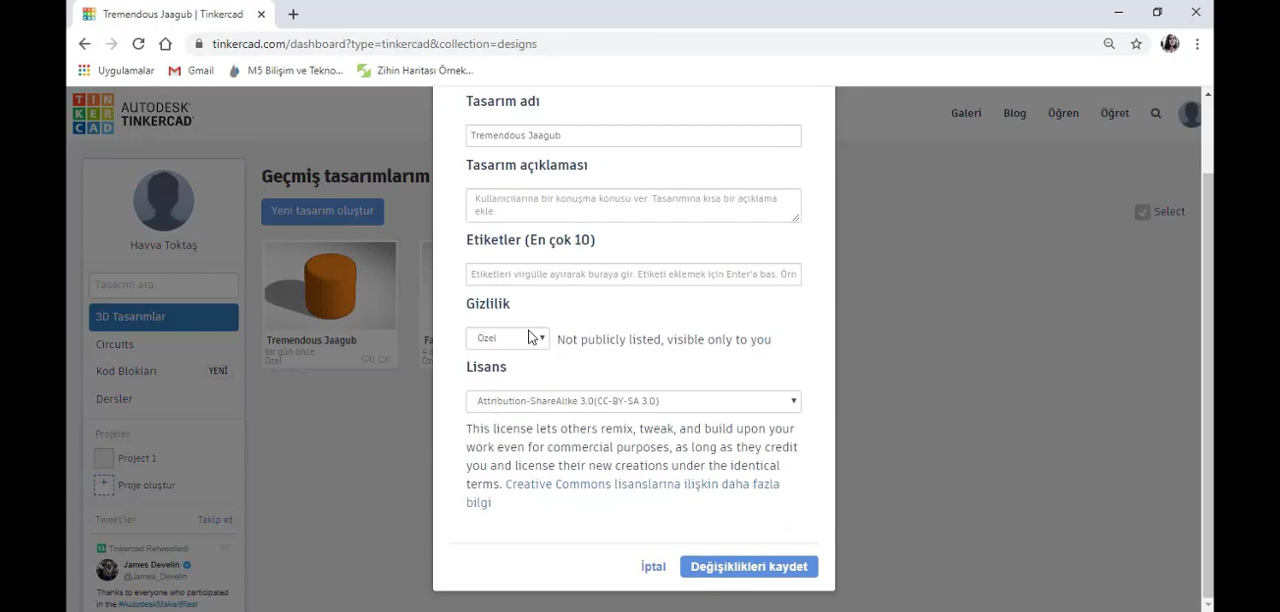 Tremendous Jaagub | Tinkercad
tinkercad.com/dashboard?type=tinkercad&collection=designs
Uygulamalar
Gmail
M5 Bilişim ve Tekno...
Zihin Haritası Örnek...
TIN
KER
CAD
AUTODESK®
TINKERCAD
Galeri
Blog
Öğren
Öğret
Havva Toktaş
Tasarım ara.
3D Tasarımlar
Circuits
Kod Blokları
YENİ
Dersler
Projeler
Project 1
Proje oluştur
Tweetler
Takip et
Tinkercad Retweetledi
James Develin
@James_Develin
Thanks to everyone who participated
in the #AutodeskMakertReal
Geçmiş tasarımlarım
Yeni tasarım oluştur
Select
Tremendous Jaagub
bir gün önce
Özel
Tasarım adı
Tremendous Jaagub
Tasarım açıklaması
Kullanıcılarına bir konuşma konusu ver. Tasarımına kısa bir açıklama
ekle.
Etiketler (En çok 10)
Etiketleri virgülle ayırarak buraya gir. Etiketi eklemek için Enter'a bas. Örn
Gizlilik
Özel
Not publicly listed, visible only to you
Lisans
Attribution-ShareAlike 3.0(CC-BY-SA 3.0)
This license lets others remix, tweak, and build upon your
work even for commercial purposes, as long as they credit
you and license their new creations under the identical
terms. Creative Commons lisanslarına ilişkin daha fazla
bilgi
İptal
Değişiklikleri kaydet